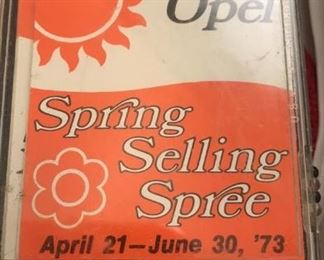 Opel
Spring
Selling
Spree
April 21–June 30, '73